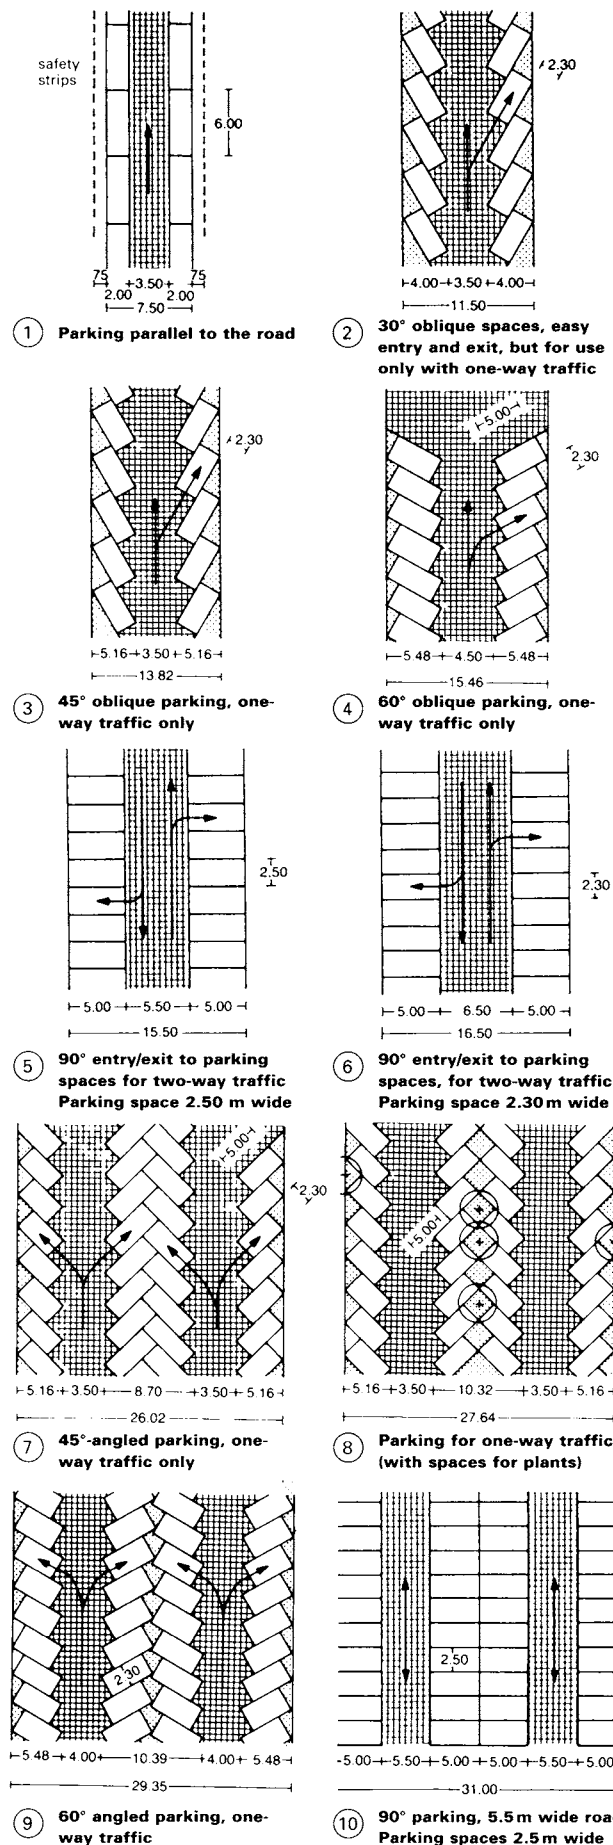 safety
strips
6.00
75 3.50 75
2.00 2.00
7.50
1 Parking parallel to the road
2.30
4.00 3.50 4.00
11.50
2 30° oblique spaces, easy
entry and exit, but for use
only with one-way traffic
2.30
5.16 3.50 5.16
13.82
3 45° oblique parking, one-
way traffic only
5.00
2.30
5.48 4.50 5.48
15.46
4 60° oblique parking, one-
way traffic only
2.50
5.00 5.50 5.00
15.50
5 90° entry/exit to parking
spaces for two-way traffic
Parking space 2.50 m wide
2.30
5.00 6.50 5.00
16.50
6 90° entry/exit to parking
spaces, for two-way traffic
Parking space 2.30 m wide
5.00
2.30
5.16 3.50 8.70 3.50 5.16
26.02
7 45°-angled parking, one-
way traffic only
5.00
5.16 3.50 10.32 3.50 5.16
27.64
8 Parking for one-way traffic
(with spaces for plants)
2.30
5.48 4.00 10.39 4.00 5.48
29.35
9 60° angled parking, one-
way traffic
2.50
5.00 5.50 5.00 5.00 5.50 5.00
31.00
10 90° parking, 5.5 m wide roa
Parking spaces 2.5 m wide